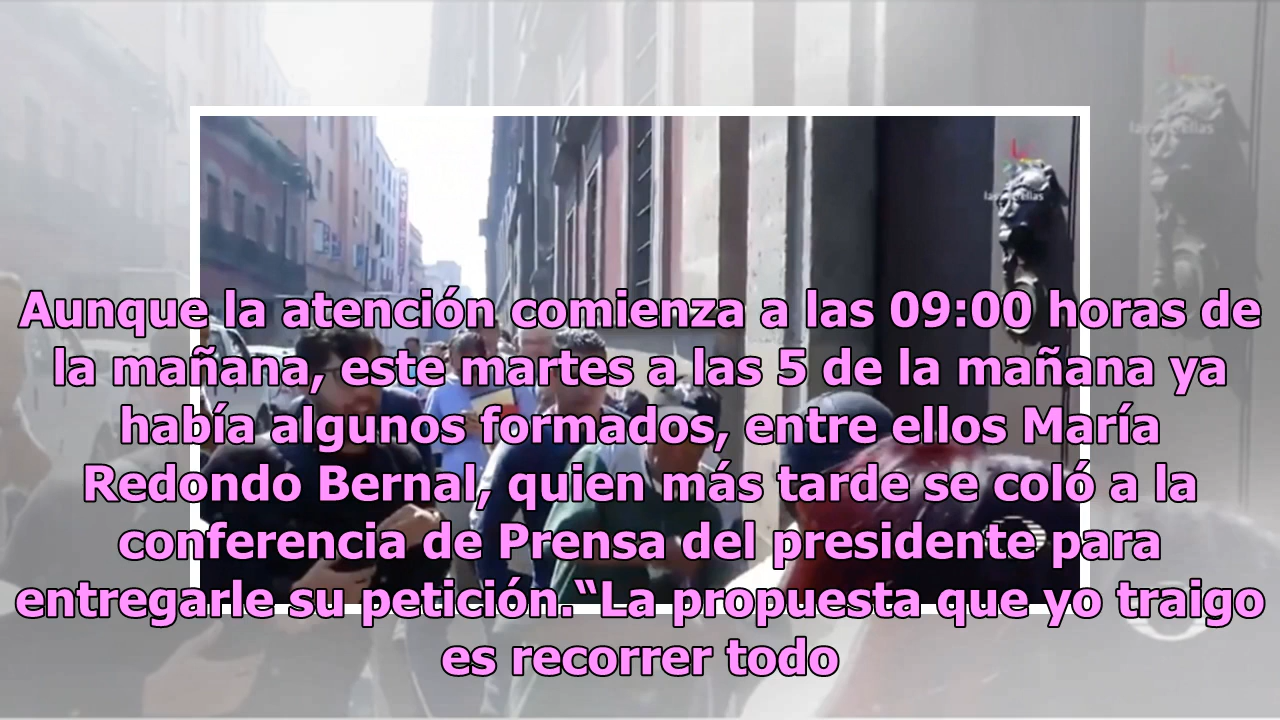 Aunque la atención comienza a las 09:00 horas de
la mañana, este martes a las 5 de la mañana ya
había algunos formados, entre ellos María
Redondo Bernal, quien más tarde se coló a la
conferencia de Prensa del presidente para
entregarle su petición.“La propuesta que yo traigo
es recorrer todo